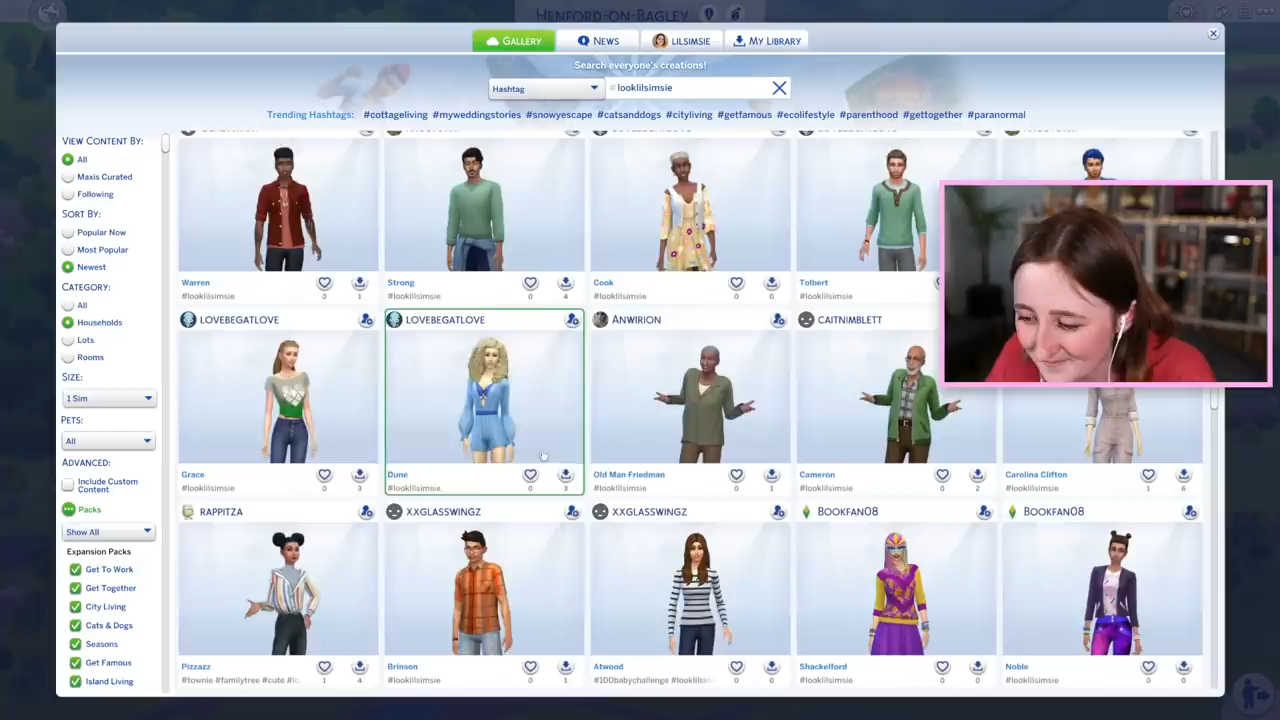 HENFORD-ON-BAGLEY
GALLERY
NEWS
LILSIMSIE
MY LIBRARY
Search everyone's creations!
Hashtag
# looklilsimsie
Trending Hashtags: #cottageliving #myweddingstories #snowyescape #catsanddogs #cityliving #getfamous #ecolifestyle #parenthood #gettogether #paranormal
VIEW CONTENT BY:
All
Maxis Curated
Following
SORT BY:
Popular Now
Most Popular
Newest
CATEGORY:
All
Households
Lots
Rooms
SIZE:
1 Sim
PETS:
All
ADVANCED:
Include Custom
Content
Packs
Show All
Expansion Packs
Get To Work
Get Together
City Living
Cats & Dogs
Seasons
Get Famous
Island Living
Warren
#looklilsimsie
0 1
Strong
#looklilsimsie
0 4
Cook
#looklilsimsie
0 0
Tolbert
#looklilsimsie
LOVEBEGATLOVE
Grace
#looklilsimsie
0 3
LOVEBEGATLOVE
Dune
#looklilsimsie
0 3
ANWIRION
Old Man Friedman
#looklilsimsie
0 1
CAITNIMBLETT
Cameron
#looklilsimsie
0 2
Carolina Clifton
#looklilsimsie
1 6
RAPPITZA
Pizzazz
#townie #familytree #cute #lo
1 4
XXGLASSWINGZ
Brinson
#looklilsimsie
0 1
XXGLASSWINGZ
Atwood
#100babychallenge #looklilsim
0 0
BOOKFAN08
Shackelford
#looklilsimsie
0 0
BOOKFAN08
Noble
#looklilsimsie
0 0